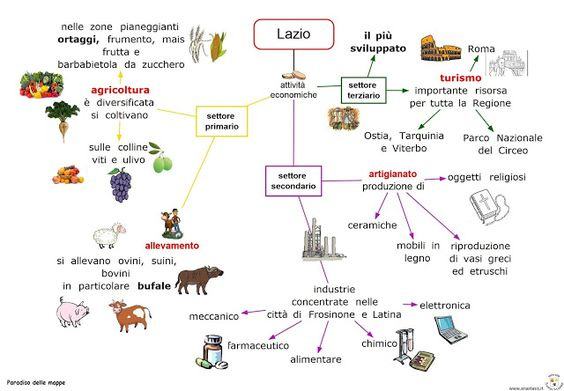 Lazio
attività
economiche
settore
primario
agricoltura
è diversificata
si coltivano
nelle zone pianeggianti
ortaggi, frumento, mais
frutta e
barbabietola da zucchero
sulle colline
viti e ulivo
allevamento
si allevano ovini, suini,
bovini
in particolare bufale
settore
terziario
il più
sviluppato
turismo
importante risorsa
per tutta la Regione
Roma
Ostia, Tarquinia
e Viterbo
Parco Nazionale
del Circeo
settore
secondario
artigianato
produzione di
oggetti religiosi
ceramiche
mobili in
legno
riproduzione
di vasi greci
ed etruschi
industrie
concentrate nelle
città di Frosinone e Latina
meccanico
farmaceutico
alimentare
chimico
elettronica
Paradiso delle mappe